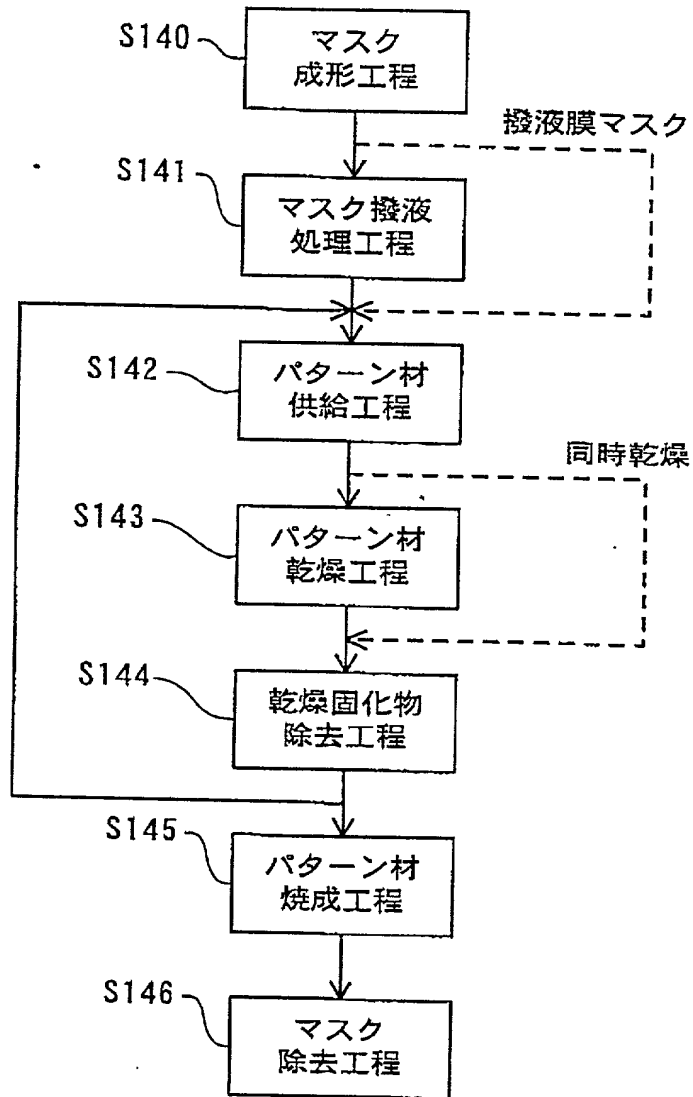 S140
マスク
成形工程
撥液膜マスク
S141
マスク撥液
処理工程
S142
パターン材
供給工程
同時乾燥
S143
パターン材
乾燥工程
S144
乾燥固化物
除去工程
S145
パターン材
焼成工程
S146
マスク
除去工程